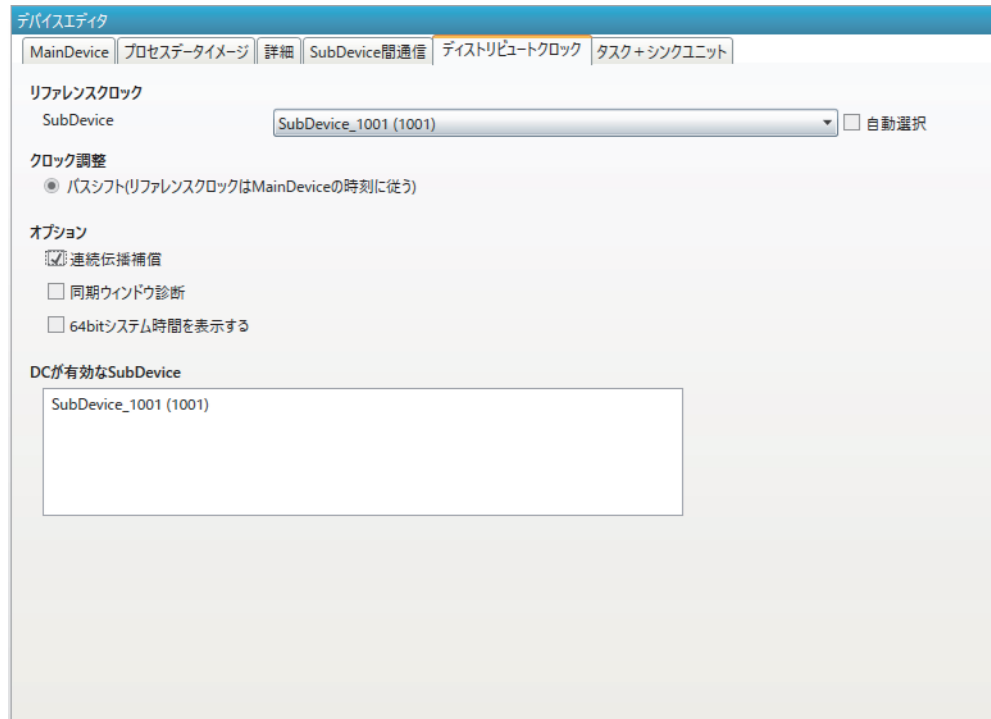 デバイスエディタ
MainDevice プロセスデータイメージ 詳細 SubDevice間通信 ディストリビュートクロック タスク+シンクユニット
リファレンスクロック
SubDevice SubDevice_1001 (1001) 自動選択
クロック調整
バスシフト(リファレンスクロックはMainDeviceの時刻に従う)
オプション
連続伝播補償
同期ウィンドウ診断
64bitシステム時間を表示する
DCが有効なSubDevice
SubDevice_1001 (1001)